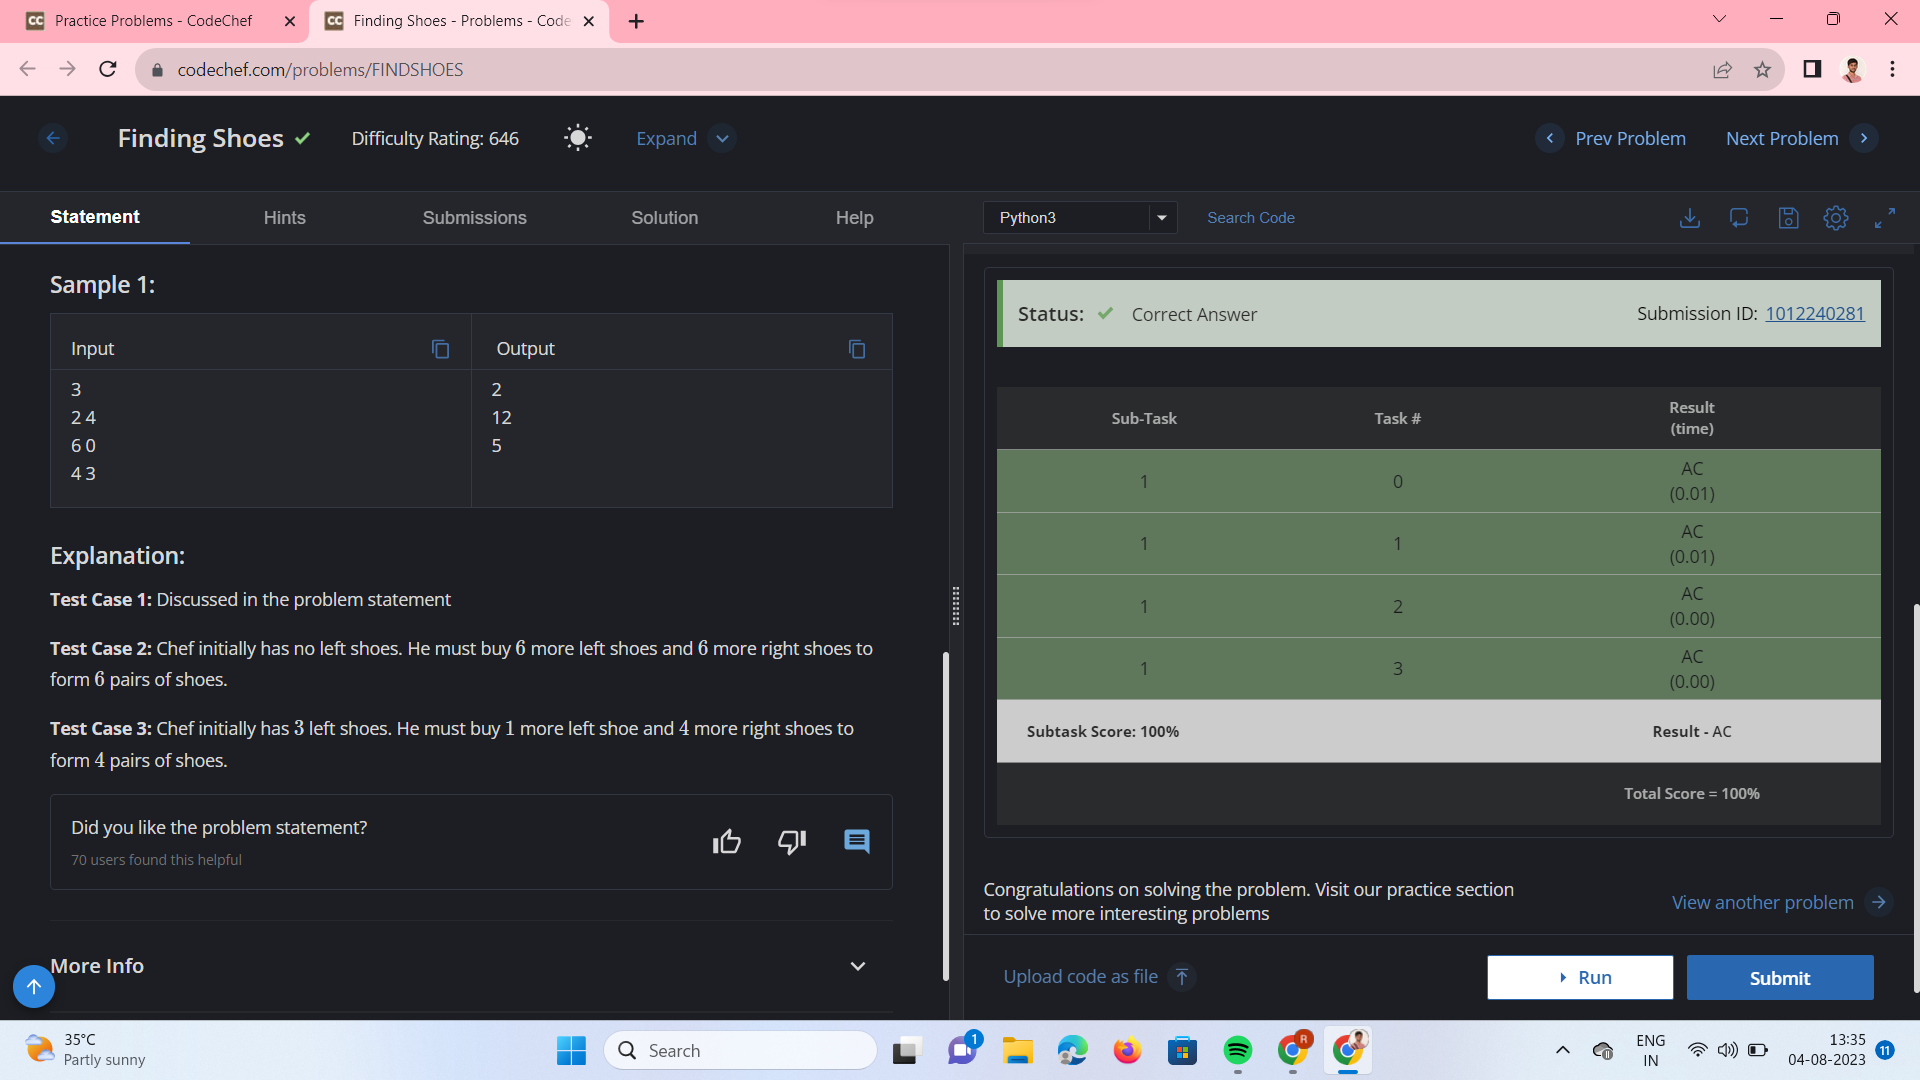 Practice Problems - CodeChef
Finding Shoes - Problems - Code
codechef.com/problems/FINDSHOES
Finding Shoes
Difficulty Rating: 646
Expand
Prev Problem
Next Problem
Statement
Hints
Submissions
Solution
Help
Python3
Search Code
Sample 1:
Input
Output
3
2 4
6 0
4 3
2
12
5
Explanation:
Test Case 1: Discussed in the problem statement
Test Case 2: Chef initially has no left shoes. He must buy 6 more left shoes and 6 more right shoes to
form 6 pairs of shoes.
Test Case 3: Chef initially has 3 left shoes. He must buy 1 more left shoe and 4 more right shoes to
form 4 pairs of shoes.
Did you like the problem statement?
70 users found this helpful
More Info
Status: Correct Answer
Submission ID: 1012240281
Sub-Task Task # Result
(time)
1 0 AC
(0.01)
1 1 AC
(0.01)
1 2 AC
(0.00)
1 3 AC
(0.00)
Subtask Score: 100% Result - AC
Total Score = 100%
Congratulations on solving the problem. Visit our practice section
to solve more interesting problems
View another problem
Upload code as file
Run
Submit
35°C
Partly sunny
Search
1
R
ENG
IN
13:35
04-08-2023
11